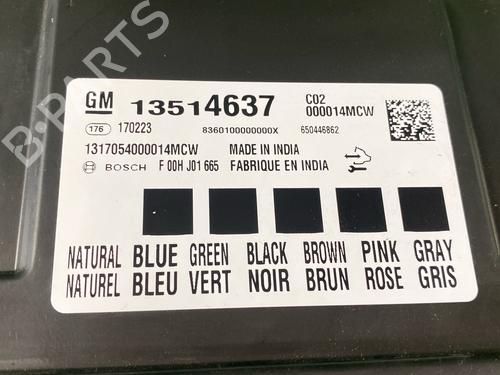 B-PARTS
GM 13514637 C02
000014MCW
176 170223 8360100000000X 650446862
1317054000014MCW MADE IN INDIA
BOSCH F 00H J01 665 FABRIQUE EN INDIA
NATURAL BLUE GREEN BLACK BROWN PINK GRAY
NATUREL BLEU VERT NOIR BRUN ROSE GRIS